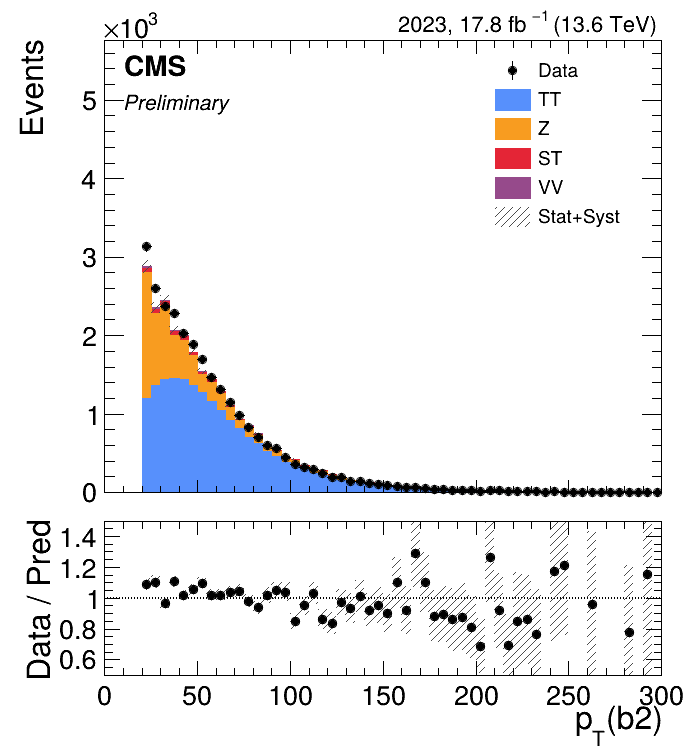 ×10³
2023, 17.8 fb⁻¹ (13.6 TeV)
Events
CMS
Preliminary
Data
TT
Z
ST
VV
Stat+Syst
5
4
3
2
1
0
Data / Pred
1.4
1.2
1
0.8
0.6
0 50 100 150 200 250 300
p_T(b2)